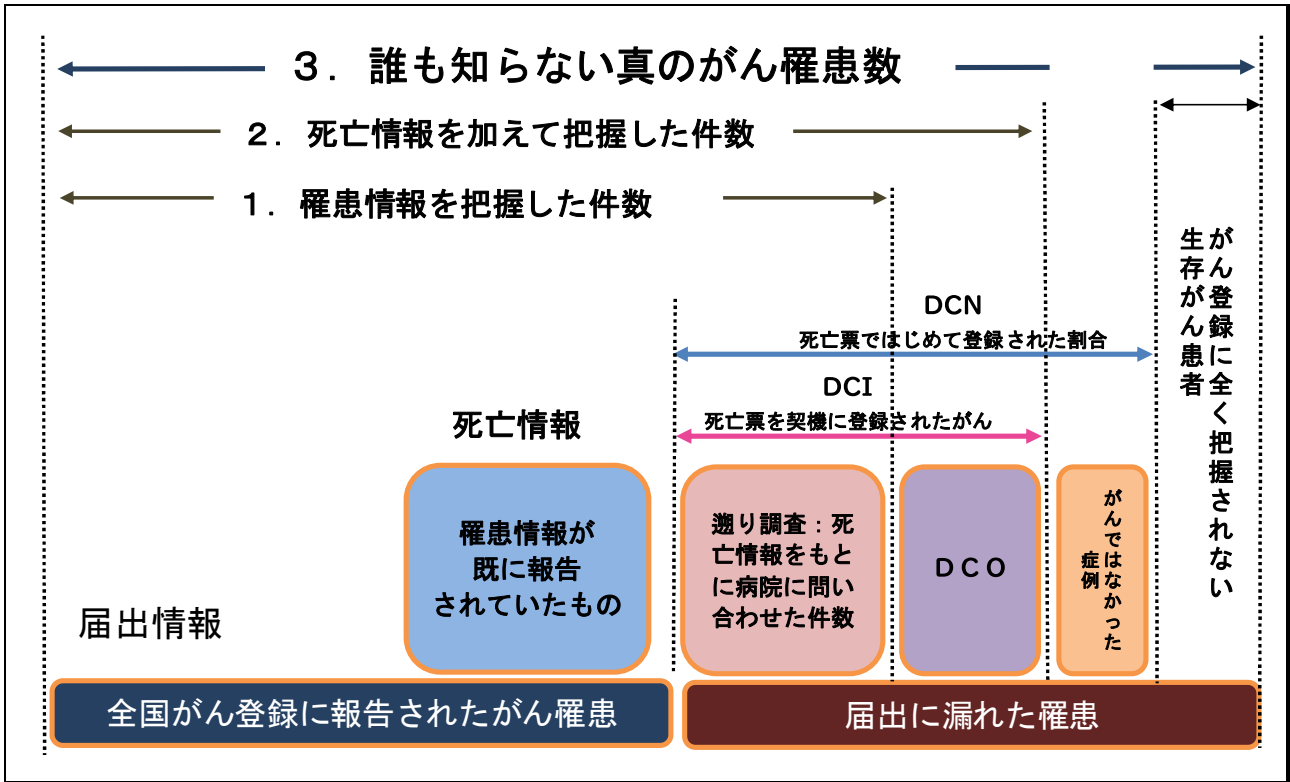 ３．誰も知らない真のがん罹患数
２．死亡情報を加えて把握した件数
１．罹患情報を把握した件数
がん登録に全く把握されない
生存がん患者
DCN
死亡票ではじめて登録された割合
DCI
死亡票を契機に登録されたがん
死亡情報
罹患情報が
既に報告
されていたもの
遡り調査：死
亡情報をもと
に病院に問い
合わせた件数
ＤＣＯ
がんではなかった
症例
届出情報
全国がん登録に報告されたがん罹患
届出に漏れた罹患